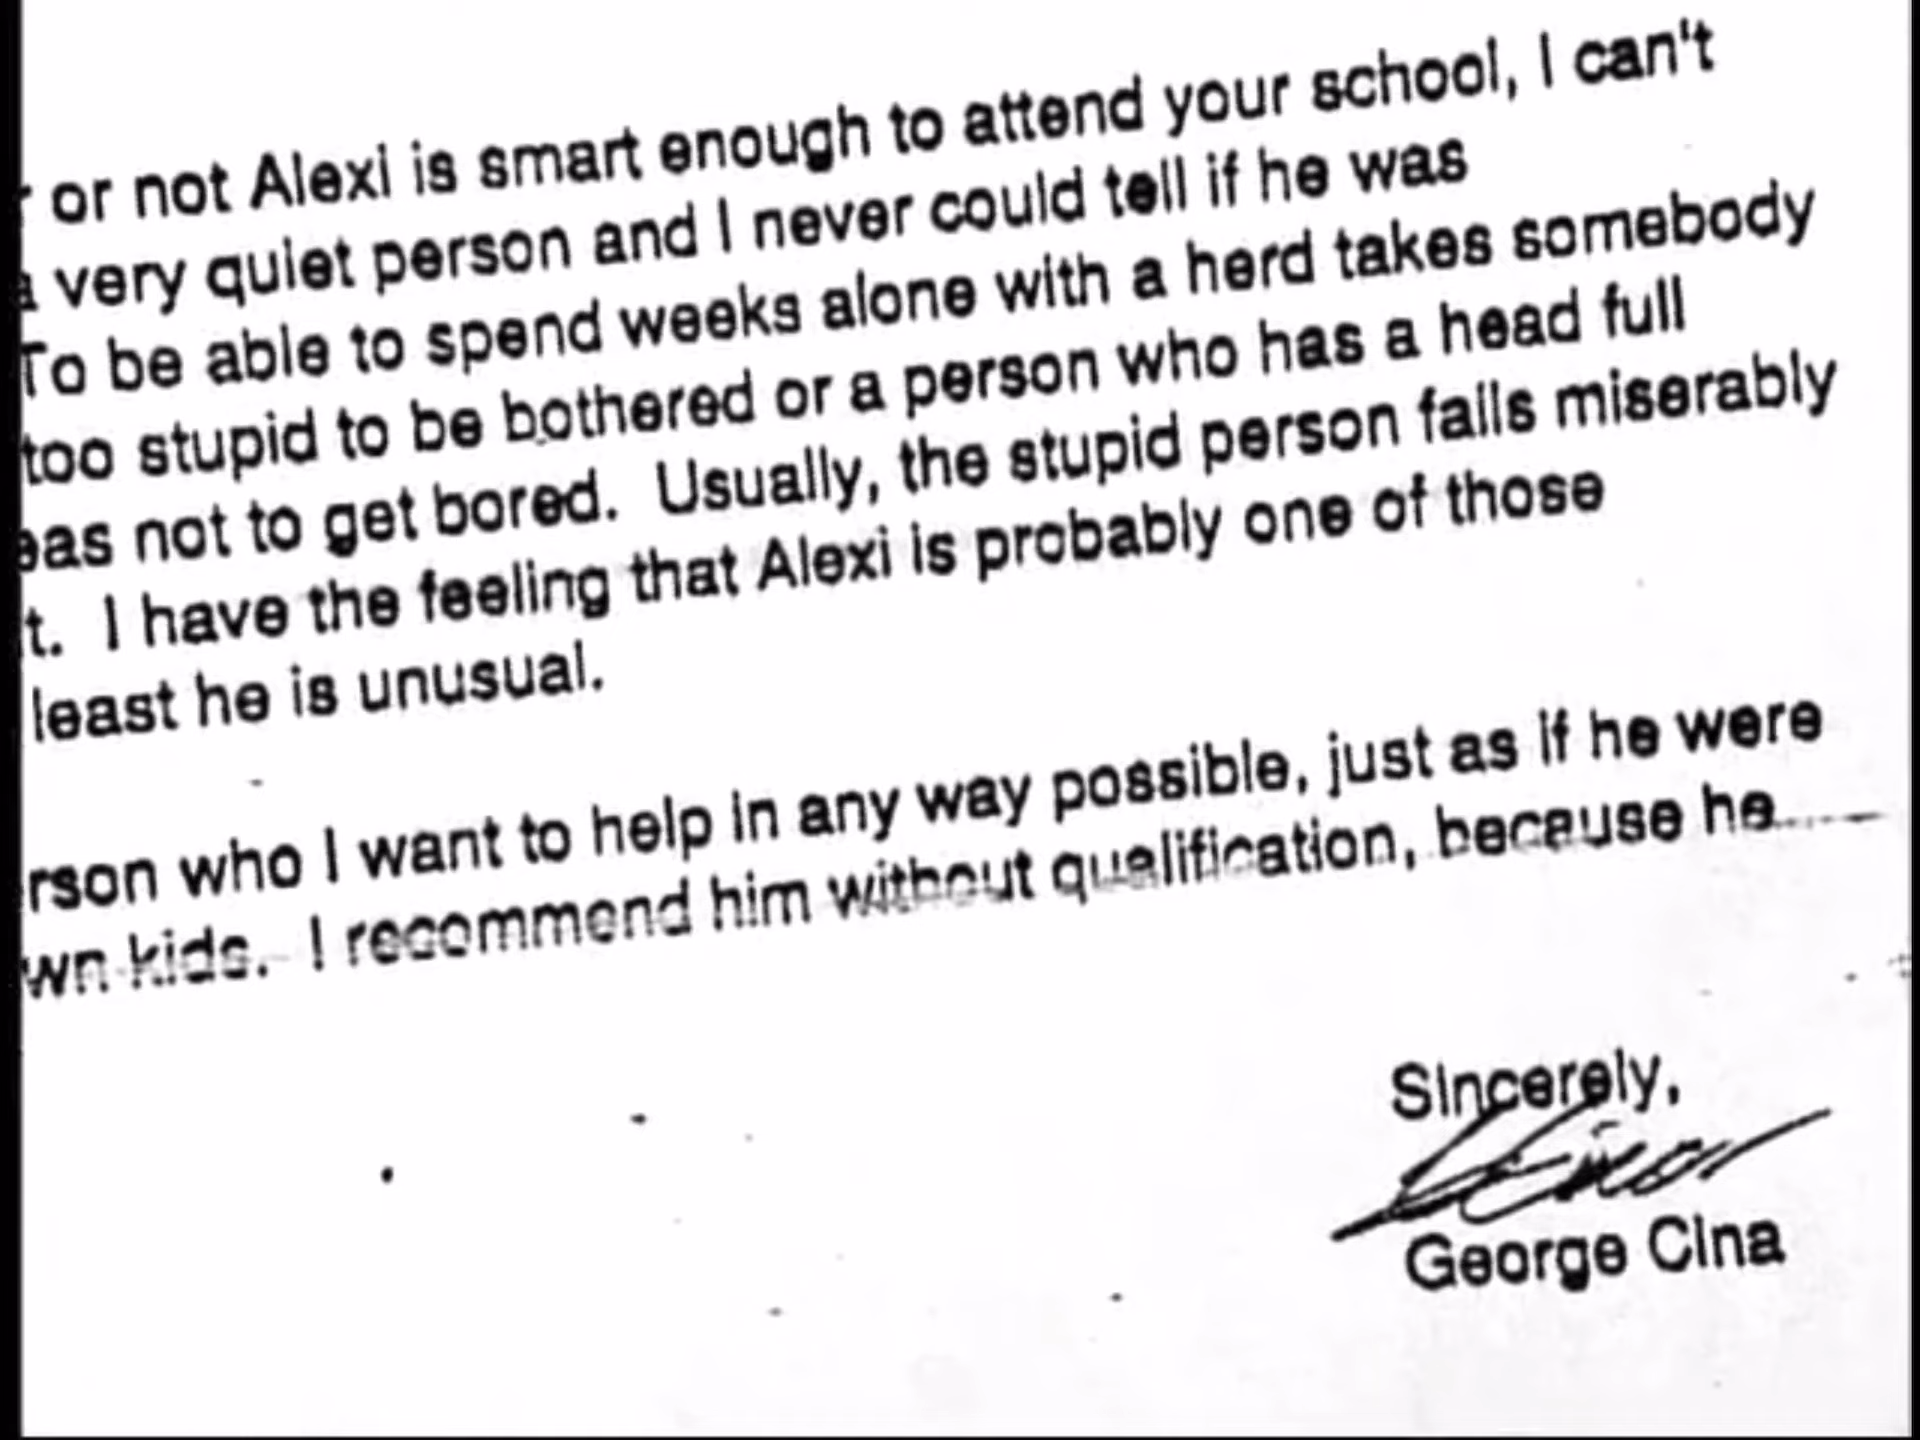 or not Alexi is smart enough to attend your school, I can't
a very quiet person and I never could tell if he was
To be able to spend weeks alone with a herd takes somebody
too stupid to be bothered or a person who has a head full
eas not to get bored. Usually, the stupid person fails miserably
t. I have the feeling that Alexi is probably one of those
least he is unusual.
rson who I want to help in any way possible, just as if he were
wn kids. I recommend him without qualification, because he
Sincerely,
George Cina